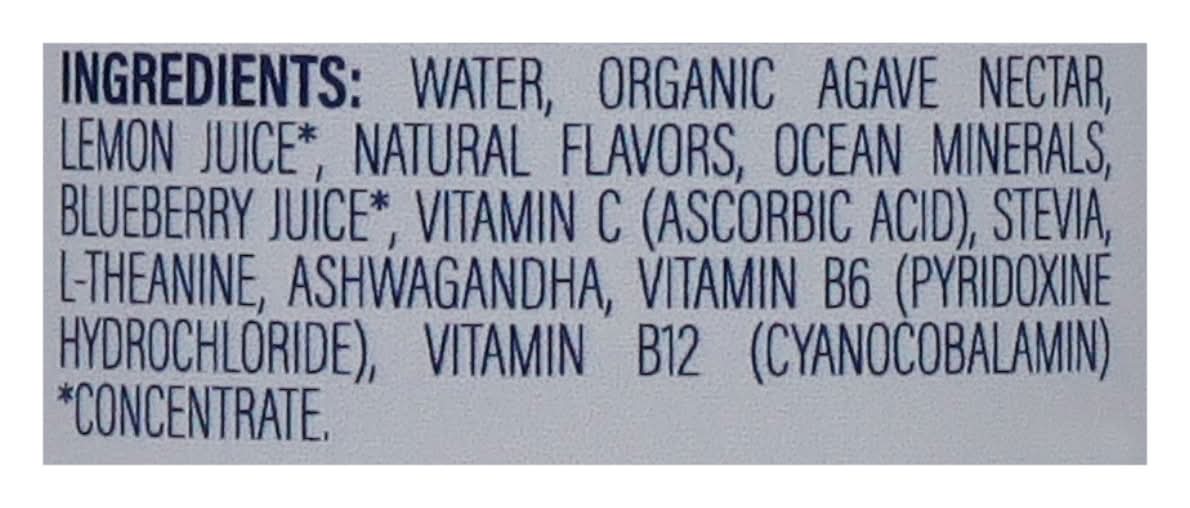 INGREDIENTS: WATER, ORGANIC AGAVE NECTAR,
LEMON JUICE*, NATURAL FLAVORS, OCEAN MINERALS,
BLUEBERRY JUICE*, VITAMIN C (ASCORBIC ACID), STEVIA,
L-THEANINE, ASHWAGANDHA, VITAMIN B6 (PYRIDOXINE
HYDROCHLORIDE), VITAMIN B12 (CYANOCOBALAMIN)
*CONCENTRATE.